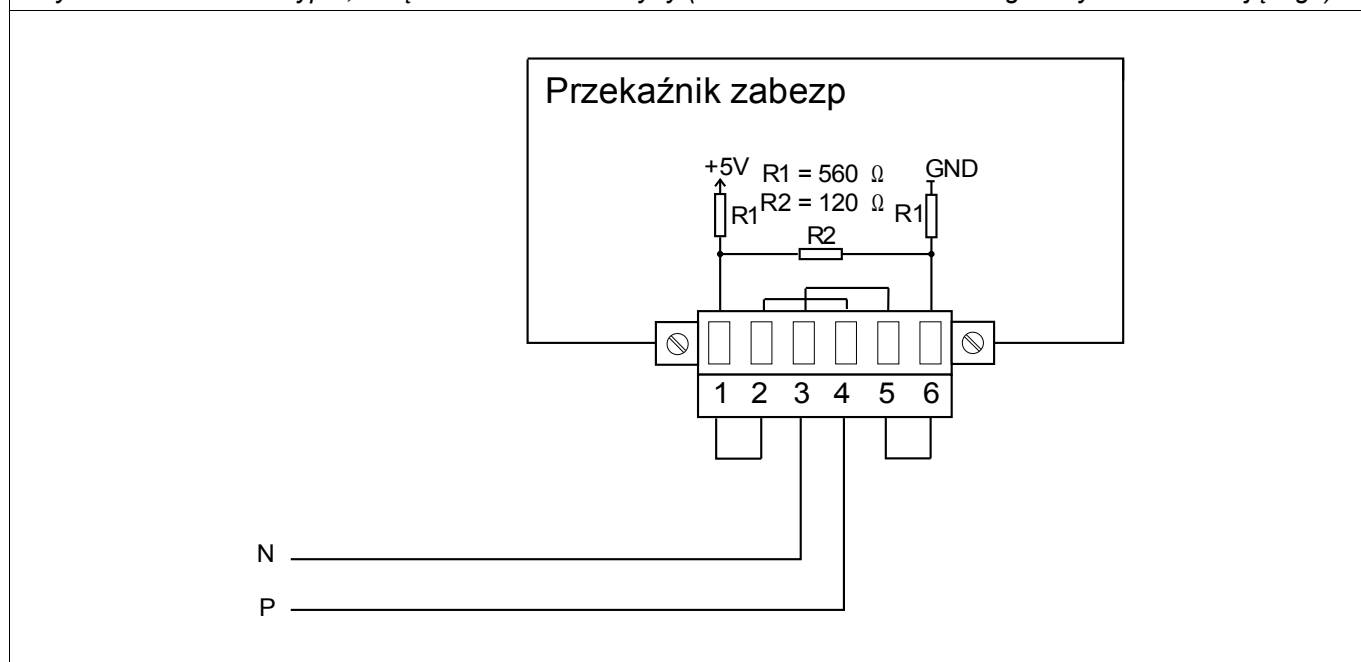 Przekaźnik zabezp
+5V R1 = 560 Ω GND
R1 R2 = 120 Ω R1
R2
1 2 3 4 5 6
N
P